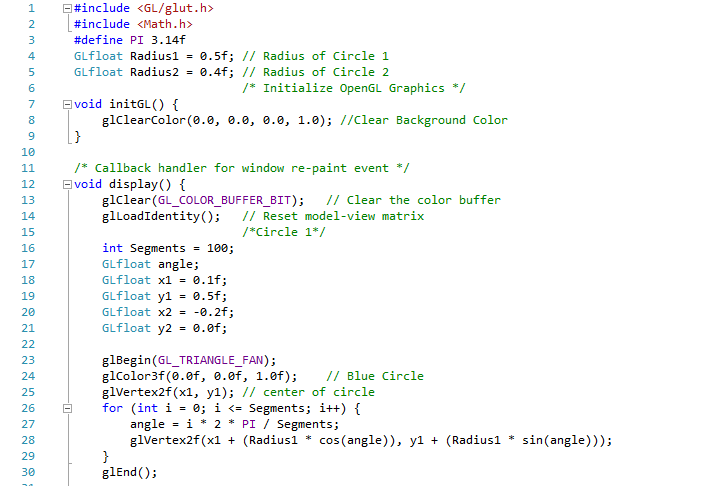 1 #include <GL/glut.h>
2 #include <Math.h>
3 #define PI 3.14f
4 GLfloat Radius1 = 0.5f; // Radius of Circle 1
5 GLfloat Radius2 = 0.4f; // Radius of Circle 2
6 /* Initialize OpenGL Graphics */
7 void initGL() {
8 glClearColor(0.0, 0.0, 0.0, 1.0); //Clear Background Color
9 }
10
11 /* Callback handler for window re-paint event */
12 void display() {
13 glClear(GL_COLOR_BUFFER_BIT); // Clear the color buffer
14 glLoadIdentity(); // Reset model-view matrix
15 /*Circle 1*/
16 int Segments = 100;
17 GLfloat angle;
18 GLfloat x1 = 0.1f;
19 GLfloat y1 = 0.5f;
20 GLfloat x2 = -0.2f;
21 GLfloat y2 = 0.0f;
22
23 glBegin(GL_TRIANGLE_FAN);
24 glColor3f(0.0f, 0.0f, 1.0f); // Blue Circle
25 glVertex2f(x1, y1); // center of circle
26 for (int i = 0; i <= Segments; i++) {
27 angle = i * 2 * PI / Segments;
28 glVertex2f(x1 + (Radius1 * cos(angle)), y1 + (Radius1 * sin(angle)));
29 }
30 glEnd();